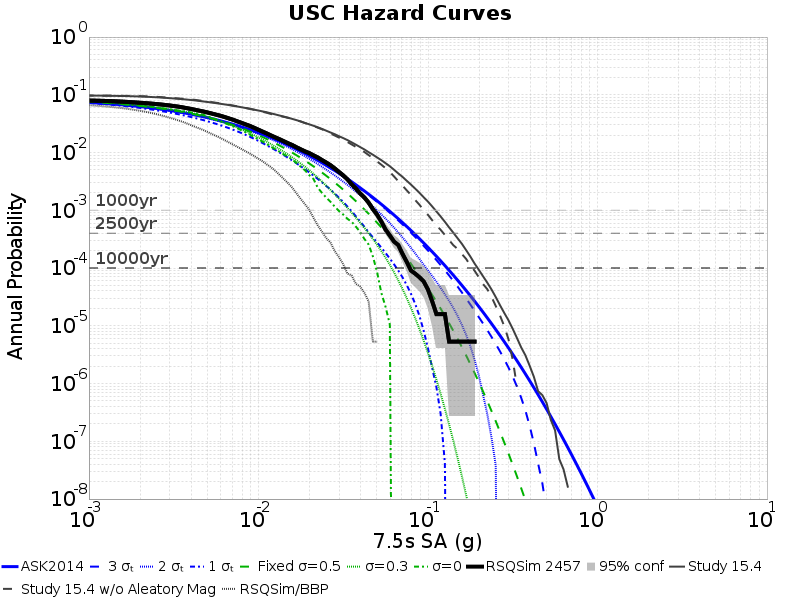 USC Hazard Curves
10^0
10^-1
10^-2
10^-3
10^-4
10^-5
10^-6
10^-7
10^-8
Annual Probability
1000yr
2500yr
10000yr
10^-3 10^-2 10^-1 10^0 10^1
7.5s SA (g)
ASK2014 3 σₜ 2 σₜ 1 σₜ Fixed σ=0.5 σ=0.3 σ=0 RSQSim 2457 95% conf Study 15.4
Study 15.4 w/o Aleatory Mag RSQSim/BBP